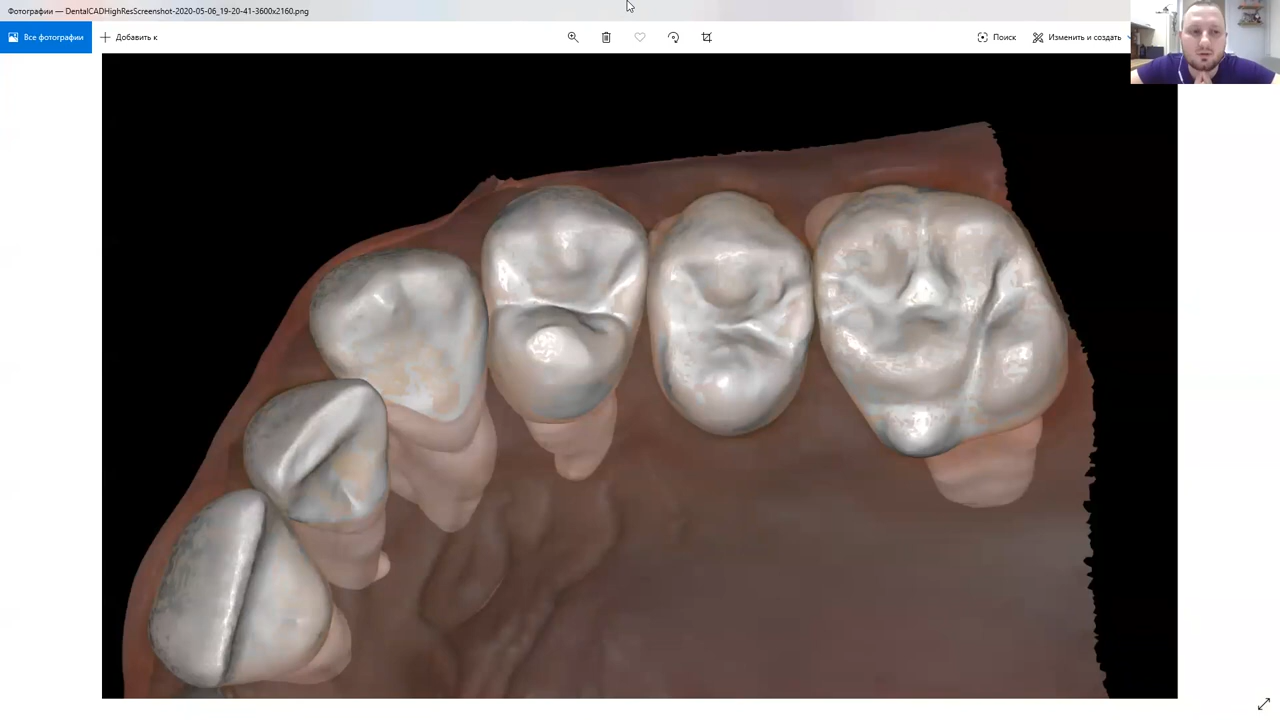 Фотографии — DentalCADHighResScreenshot-2020-05-06_19-20-41-3600x2160.png
Все фотографии
Добавить к
Поиск
Изменить и создать